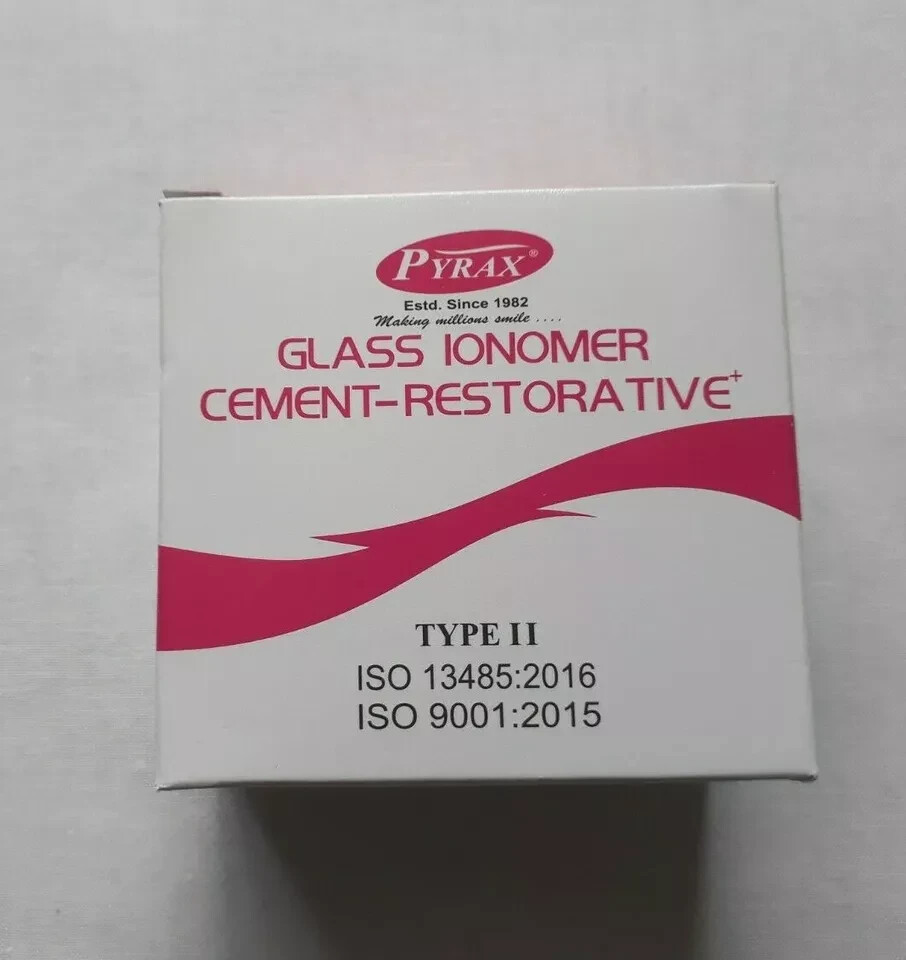 PYRAX®
Estd. Since 1982
Making millions smile ....
GLASS IONOMER
CEMENT-RESTORATIVE+
TYPE II
ISO 13485:2016
ISO 9001:2015